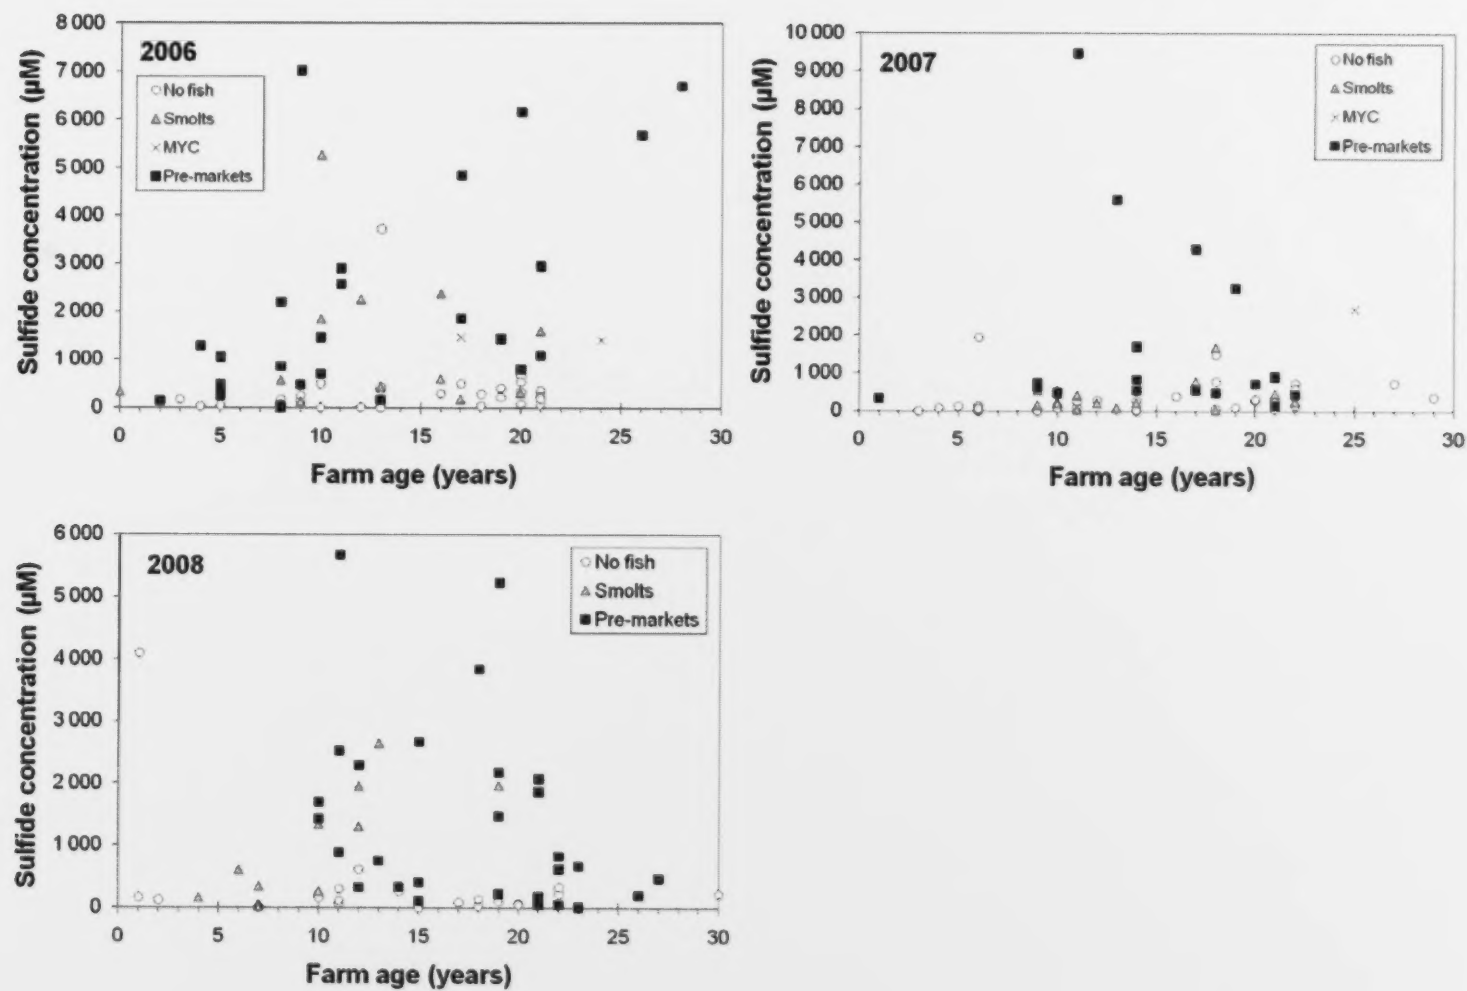 2006
Sulfide concentration (µM)
8 000
7 000
6 000
5 000
4 000
3 000
2 000
1 000
0
No fish
Smolts
MYC
Pre-markets
0 5 10 15 20 25 30
Farm age (years)
2007
Sulfide concentration (µM)
10 000
9 000
8 000
7 000
6 000
5 000
4 000
3 000
2 000
1 000
0
No fish
Smolts
MYC
Pre-markets
0 5 10 15 20 25 30
Farm age (years)
2008
Sulfide concentration (µM)
6 000
5 000
4 000
3 000
2 000
1 000
0
No fish
Smolts
Pre-markets
0 5 10 15 20 25 30
Farm age (years)